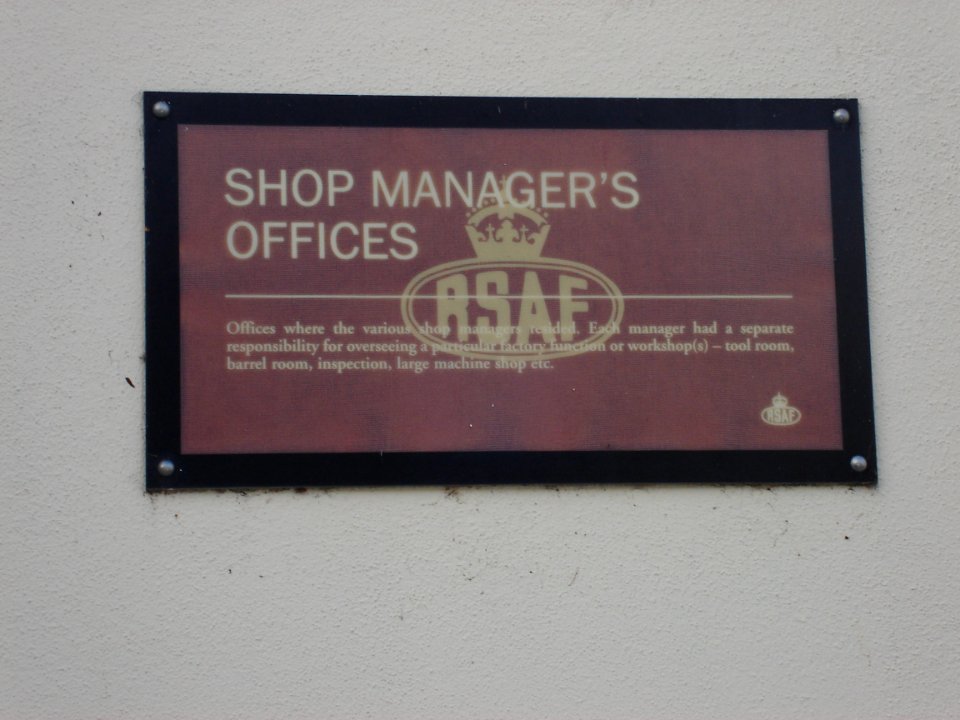 SHOP MANAGER'S
OFFICES
RSAF
Offices where the various shop managers resided. Each manager had a separate
responsibility for overseeing a particular factory function or workshop(s) – tool room,
barrel room, inspection, large machine shop etc.
RSAF